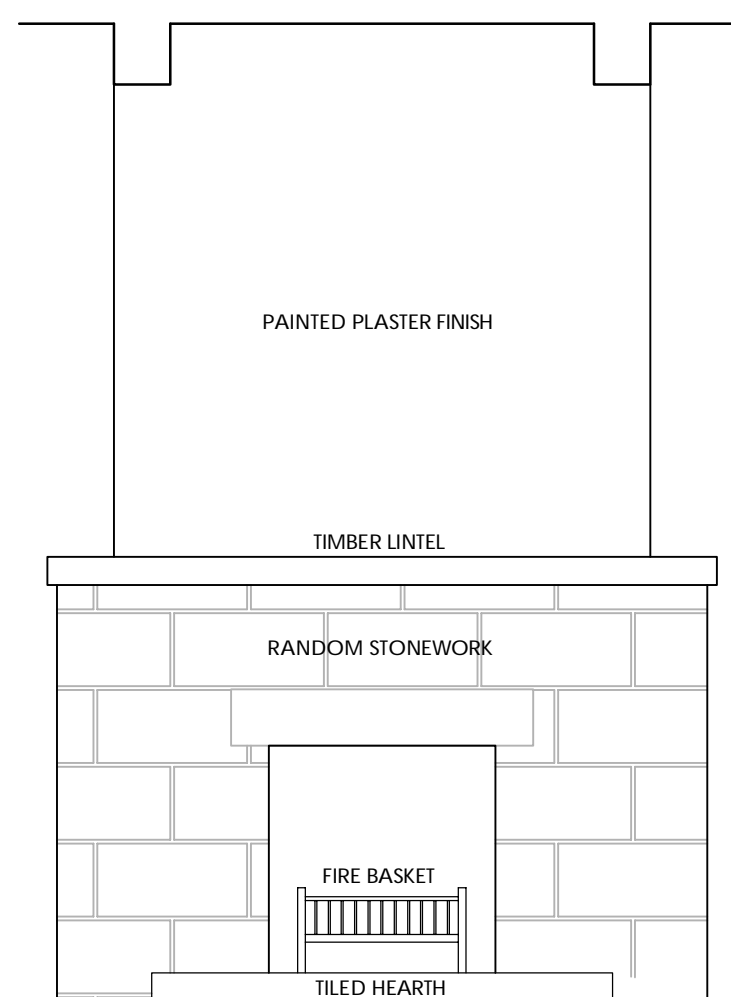 PAINTED PLASTER FINISH
TIMBER LINTEL
RANDOM STONEWORK
FIRE BASKET
TILED HEARTH